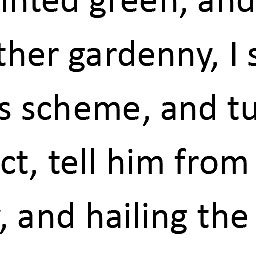 inted green, and
ther gardenny, I s
s scheme, and tu
ct, tell him from
, and hailing the